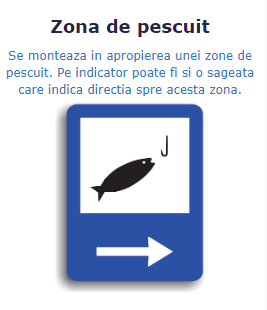 Zona de pescuit
Se monteaza in apropierea unei zone de
pescuit. Pe indicator poate fi si o sageata
care indica directia spre acesta zona.